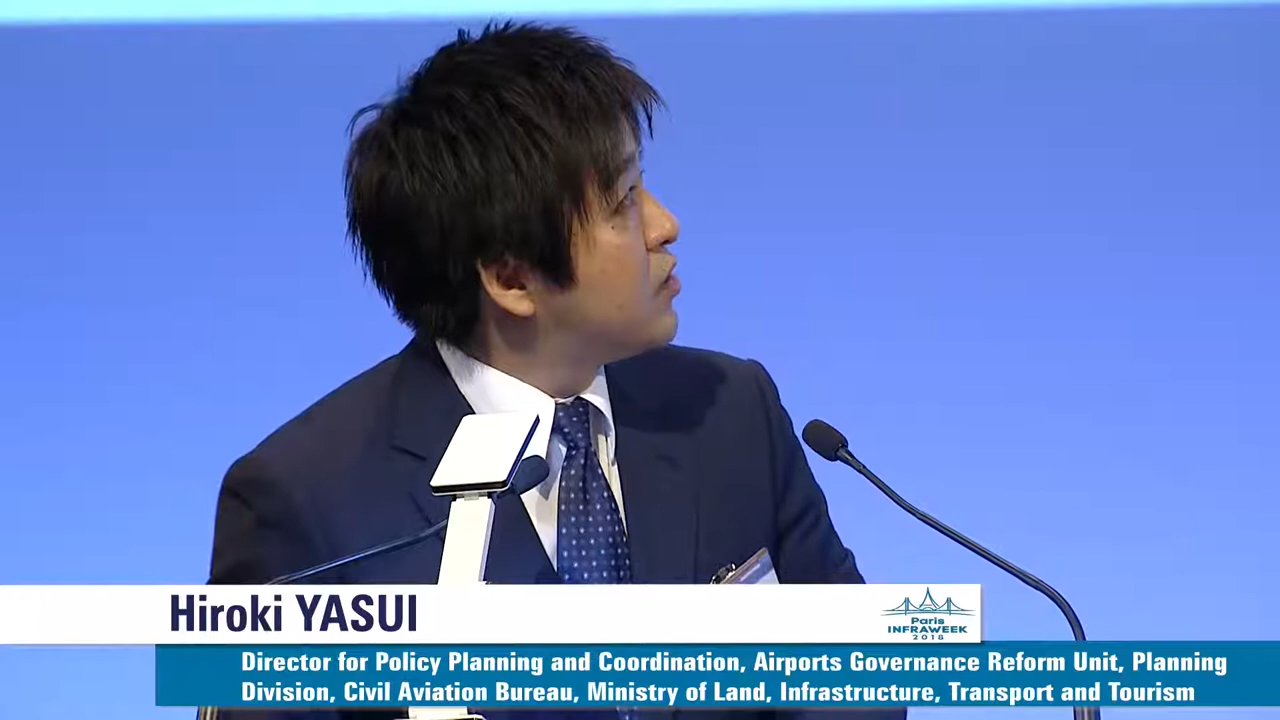 Hiroki YASUI
Paris
INFRAWEEK
2018
Director for Policy Planning and Coordination, Airports Governance Reform Unit, Planning
Division, Civil Aviation Bureau, Ministry of Land, Infrastructure, Transport and Tourism